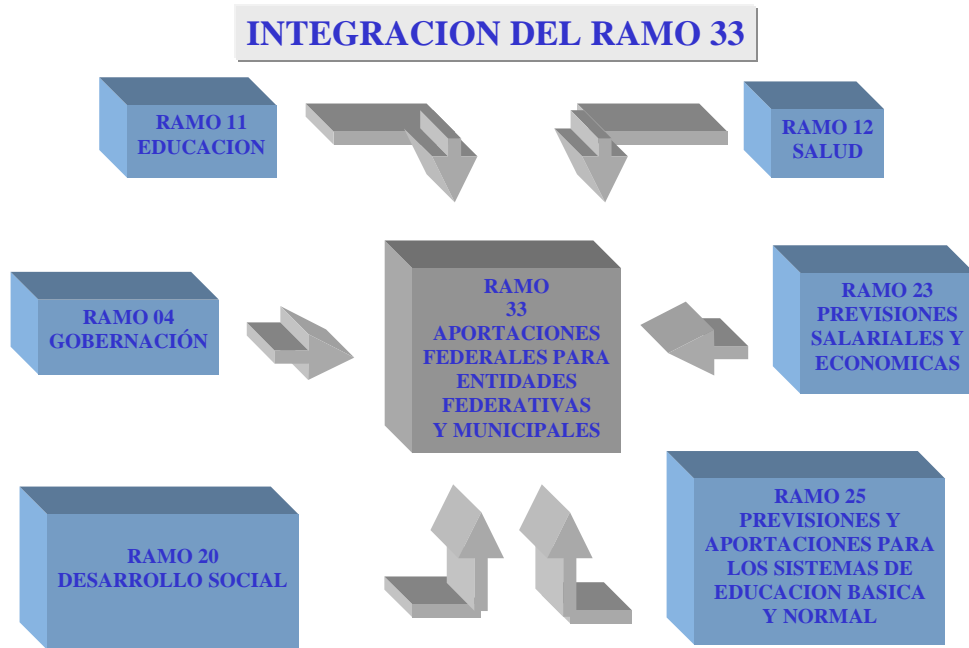 INTEGRACION DEL RAMO 33
RAMO 11
EDUCACION
RAMO 12
SALUD
RAMO 04
GOBERNACIÓN
RAMO
33
APORTACIONES
FEDERALES PARA
ENTIDADES
FEDERATIVAS
Y MUNICIPALES
RAMO 23
PREVISIONES
SALARIALES Y
ECONOMICAS
RAMO 20
DESARROLLO SOCIAL
RAMO 25
PREVISIONES Y
APORTACIONES PARA
LOS SISTEMAS DE
EDUCACION BASICA
Y NORMAL